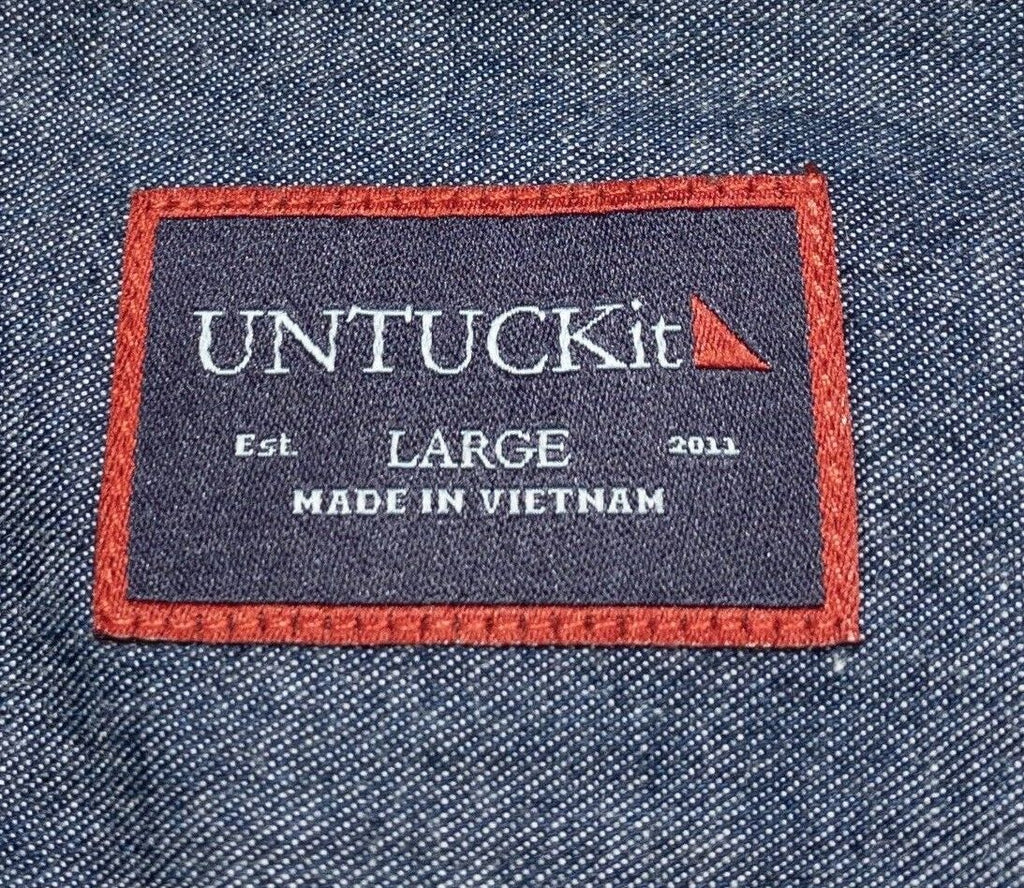 UNTUCKit
Est. LARGE 2011
MADE IN VIETNAM